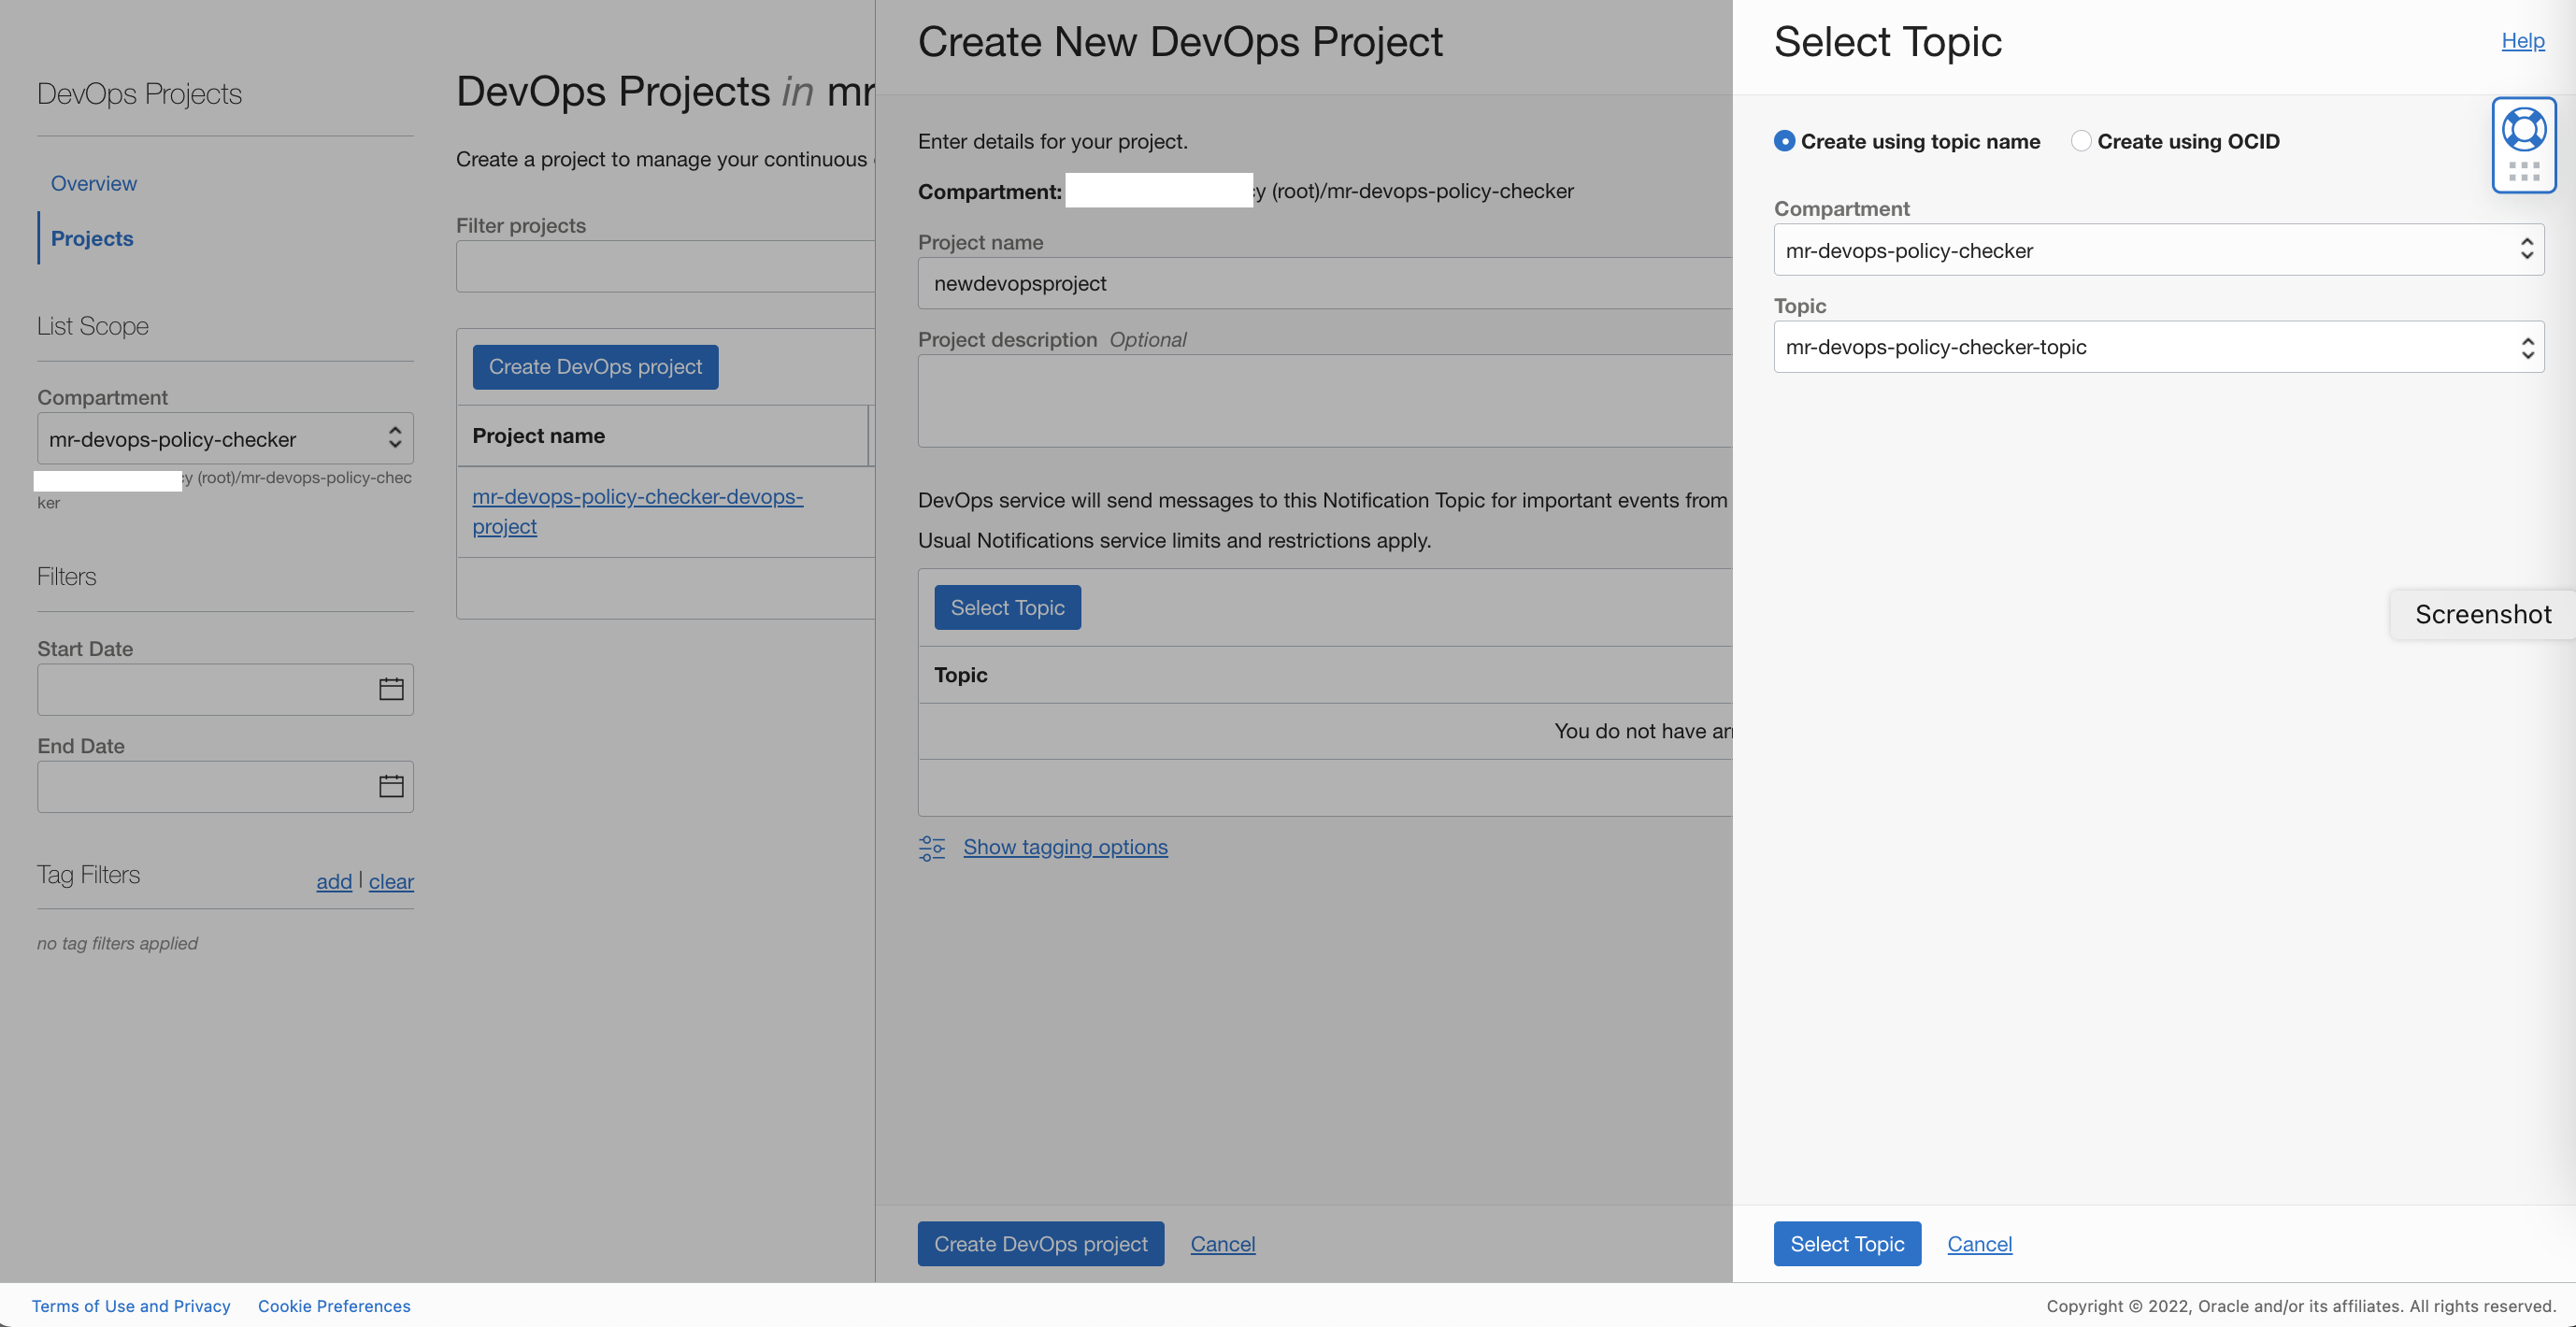 DevOps Projects
Overview
Projects
List Scope
Compartment
mr-devops-policy-checker
(root)/mr-devops-policy-chec
ker
Filters
Start Date
End Date
Tag Filters
add | clear
no tag filters applied
DevOps Projects in mr
Create a project to manage your continuous
Filter projects
Create DevOps project
Project name
mr-devops-policy-checker-devops-
project
Create New DevOps Project
Enter details for your project.
Compartment: y (root)/mr-devops-policy-checker
Project name
newdevopsproject
Project description Optional
DevOps service will send messages to this Notification Topic for important events from
Usual Notifications service limits and restrictions apply.
Select Topic
Topic
You do not have
Show tagging options
Create DevOps project
Cancel
Select Topic
Help
Create using topic name
Create using OCID
Compartment
mr-devops-policy-checker
Topic
mr-devops-policy-checker-topic
Screenshot
Select Topic
Cancel
Terms of Use and Privacy
Cookie Preferences
Copyright © 2022, Oracle and/or its affiliates. All rights reserved.